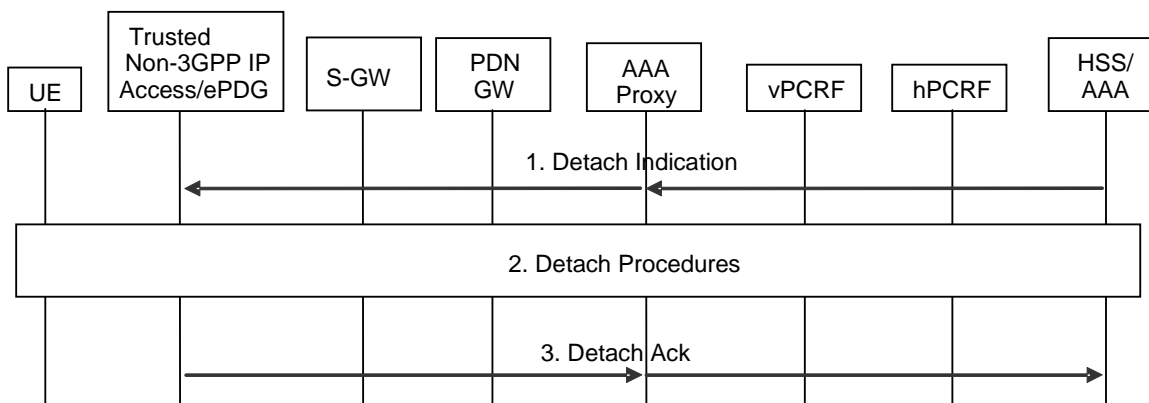 UE
Trusted
Non-3GPP IP
Access/ePDG
S-GW
PDN
GW
AAA
Proxy
vPCRF
hPCRF
HSS/
AAA
1. Detach Indication
2. Detach Procedures
3. Detach Ack